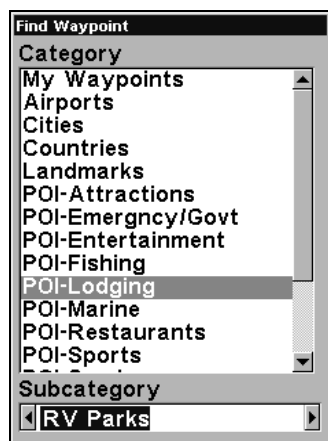 Find Waypoint
Category
My Waypoints
Airports
Cities
Countries
Landmarks
POI-Attractions
POI-Emergncy/Govt
POI-Entertainment
POI-Fishing
POI-Lodging
POI-Marine
POI-Restaurants
POI-Sports
Subcategory
RV Parks